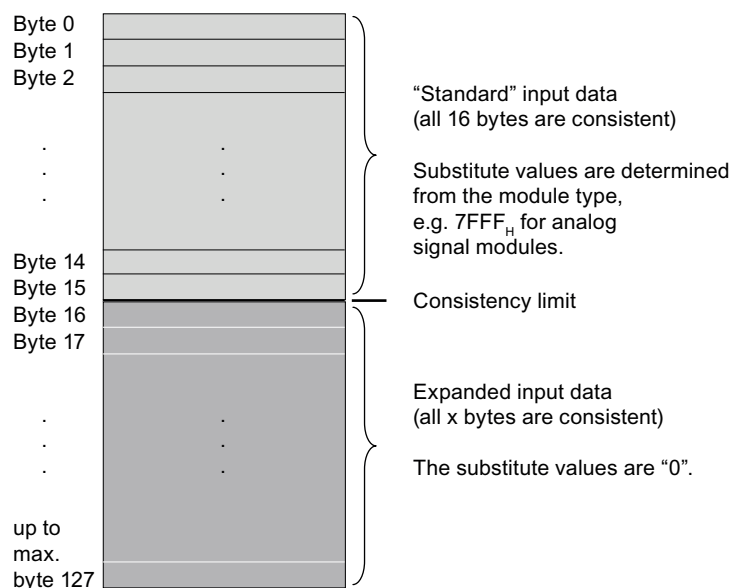 Byte 0
Byte 1
Byte 2
.
.
.
Byte 14
Byte 15
Byte 16
Byte 17
.
.
.
up to
max.
byte 127
.
.
.
.
.
.
“Standard” input data
(all 16 bytes are consistent)
Substitute values are determined
from the module type,
e.g. 7FFFH for analog
signal modules.
Consistency limit
Expanded input data
(all x bytes are consistent)
The substitute values are “0”.